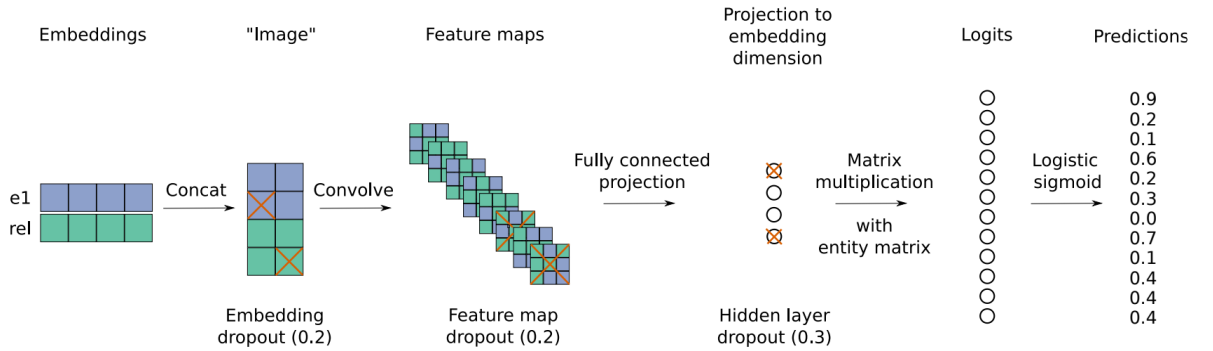 Embeddings
"Image"
Feature maps
Projection to
embedding
dimension
Logits
Predictions
e1
rel
Concat
Convolve
Fully connected
projection
Matrix
multiplication
with
entity matrix
Logistic
sigmoid
0.9
0.2
0.1
0.6
0.2
0.3
0.0
0.7
0.1
0.4
0.4
0.4
Embedding
dropout (0.2)
Feature map
dropout (0.2)
Hidden layer
dropout (0.3)